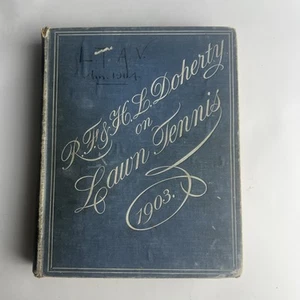 L.T.A.V.
R.F. & H.L. Doherty
on
Lawn Tennis
1903.